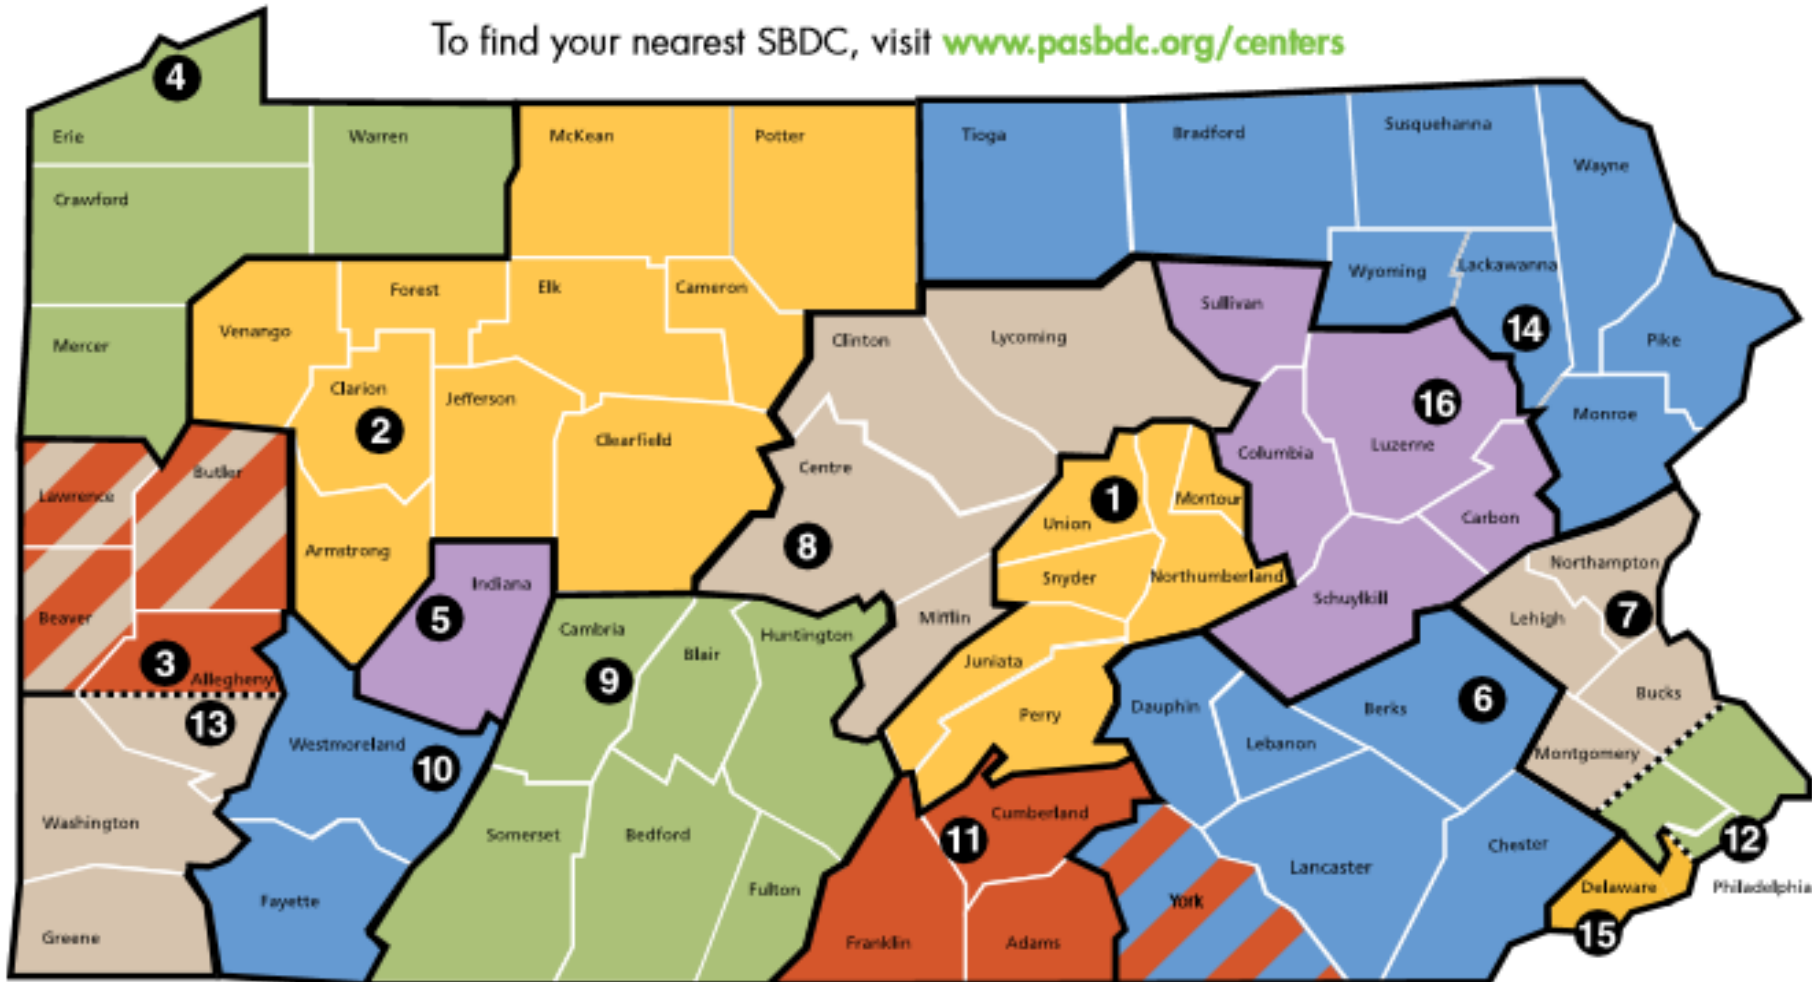 To find your nearest SBDC, visit www.pasbdc.org/centers
4
Erie
Warren
McKean
Potter
Tioga
Bradford
Susquehanna
Wayne
Crawford
Mercer
Venango
Forest
Elk
Cameron
Clinton
Lycoming
Sullivan
Wyoming
Lackawanna
14
Pike
Clarion
2
Jefferson
Clearfield
Centre
16
Luzerne
Columbia
Monroe
Lawrence
Butler
1
Montour
Union
Carbon
Armstrong
8
Snyder
Northumberland
Northampton
Beaver
5
Indiana
Cambria
Blair
Huntington
Mifflin
Schuylkill
Lehigh
7
3
Allegheny
9
Juniata
Perry
Dauphin
Berks
6
Bucks
13
Westmoreland
10
Lebanon
Montgomery
Washington
Somerset
Bedford
Cumberland
11
Lancaster
Chester
12
Fayette
Fulton
York
Delaware
Philadelphia
Greene
Franklin
Adams
15